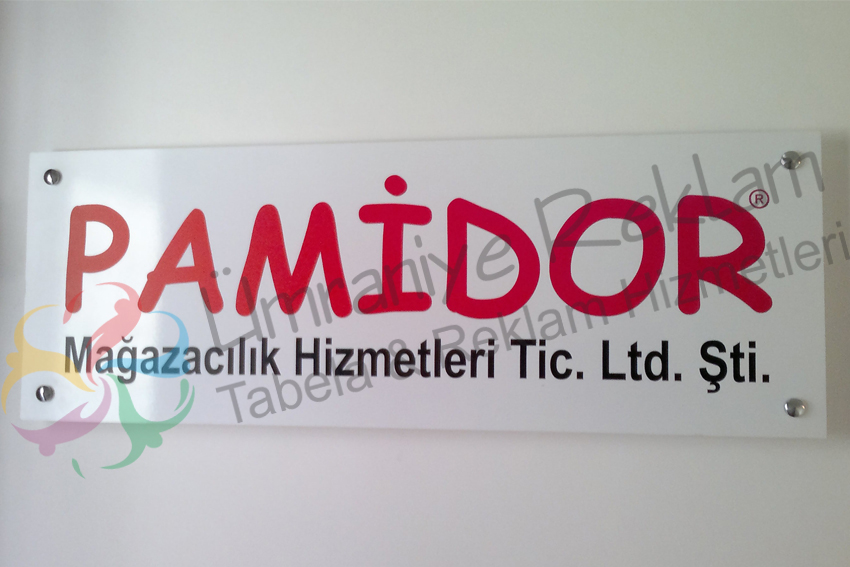 PAMİDOR®
Mağazacılık Hizmetleri Tic. Ltd. Şti.
Ümraniye Reklam
Tabela & Reklam Hizmetleri